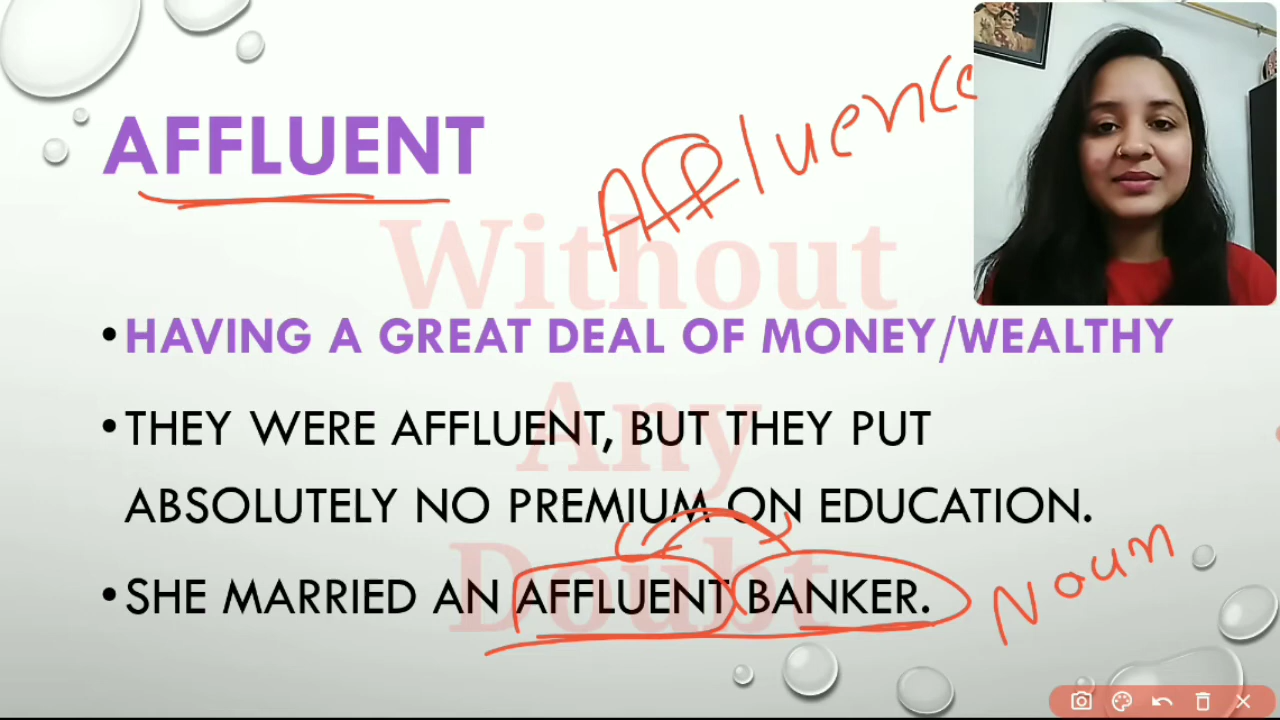 AFFLUENT
Affluence
•HAVING A GREAT DEAL OF MONEY/WEALTHY
•THEY WERE AFFLUENT, BUT THEY PUT
ABSOLUTELY NO PREMIUM ON EDUCATION.
•SHE MARRIED AN AFFLUENT BANKER.
Noun
Without
Any
Doubt